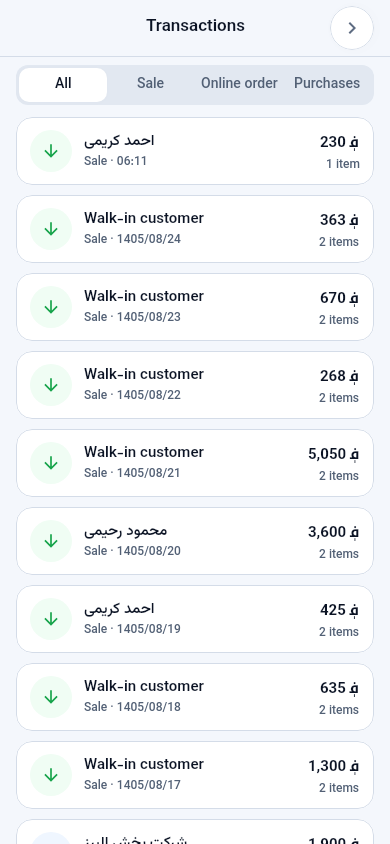 Transactions
All
Sale
Online order
Purchases
احمد کریمی
230 ؋
Sale · 06:11
1 item
Walk-in customer
363 ؋
Sale · 1405/08/24
2 items
Walk-in customer
670 ؋
Sale · 1405/08/23
2 items
Walk-in customer
268 ؋
Sale · 1405/08/22
2 items
Walk-in customer
5,050 ؋
Sale · 1405/08/21
2 items
محمود رحیمی
3,600 ؋
Sale · 1405/08/20
2 items
احمد کریمی
425 ؋
Sale · 1405/08/19
2 items
Walk-in customer
635 ؋
Sale · 1405/08/18
2 items
Walk-in customer
1,300 ؋
Sale · 1405/08/17
2 items
شرکت پخش البرز
1,900 ؋